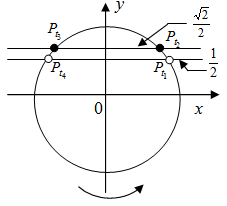 y
√2/2
P_{t_3}
P_{t_2}
P_{t_4}
P_{t_1}
1/2
0
x